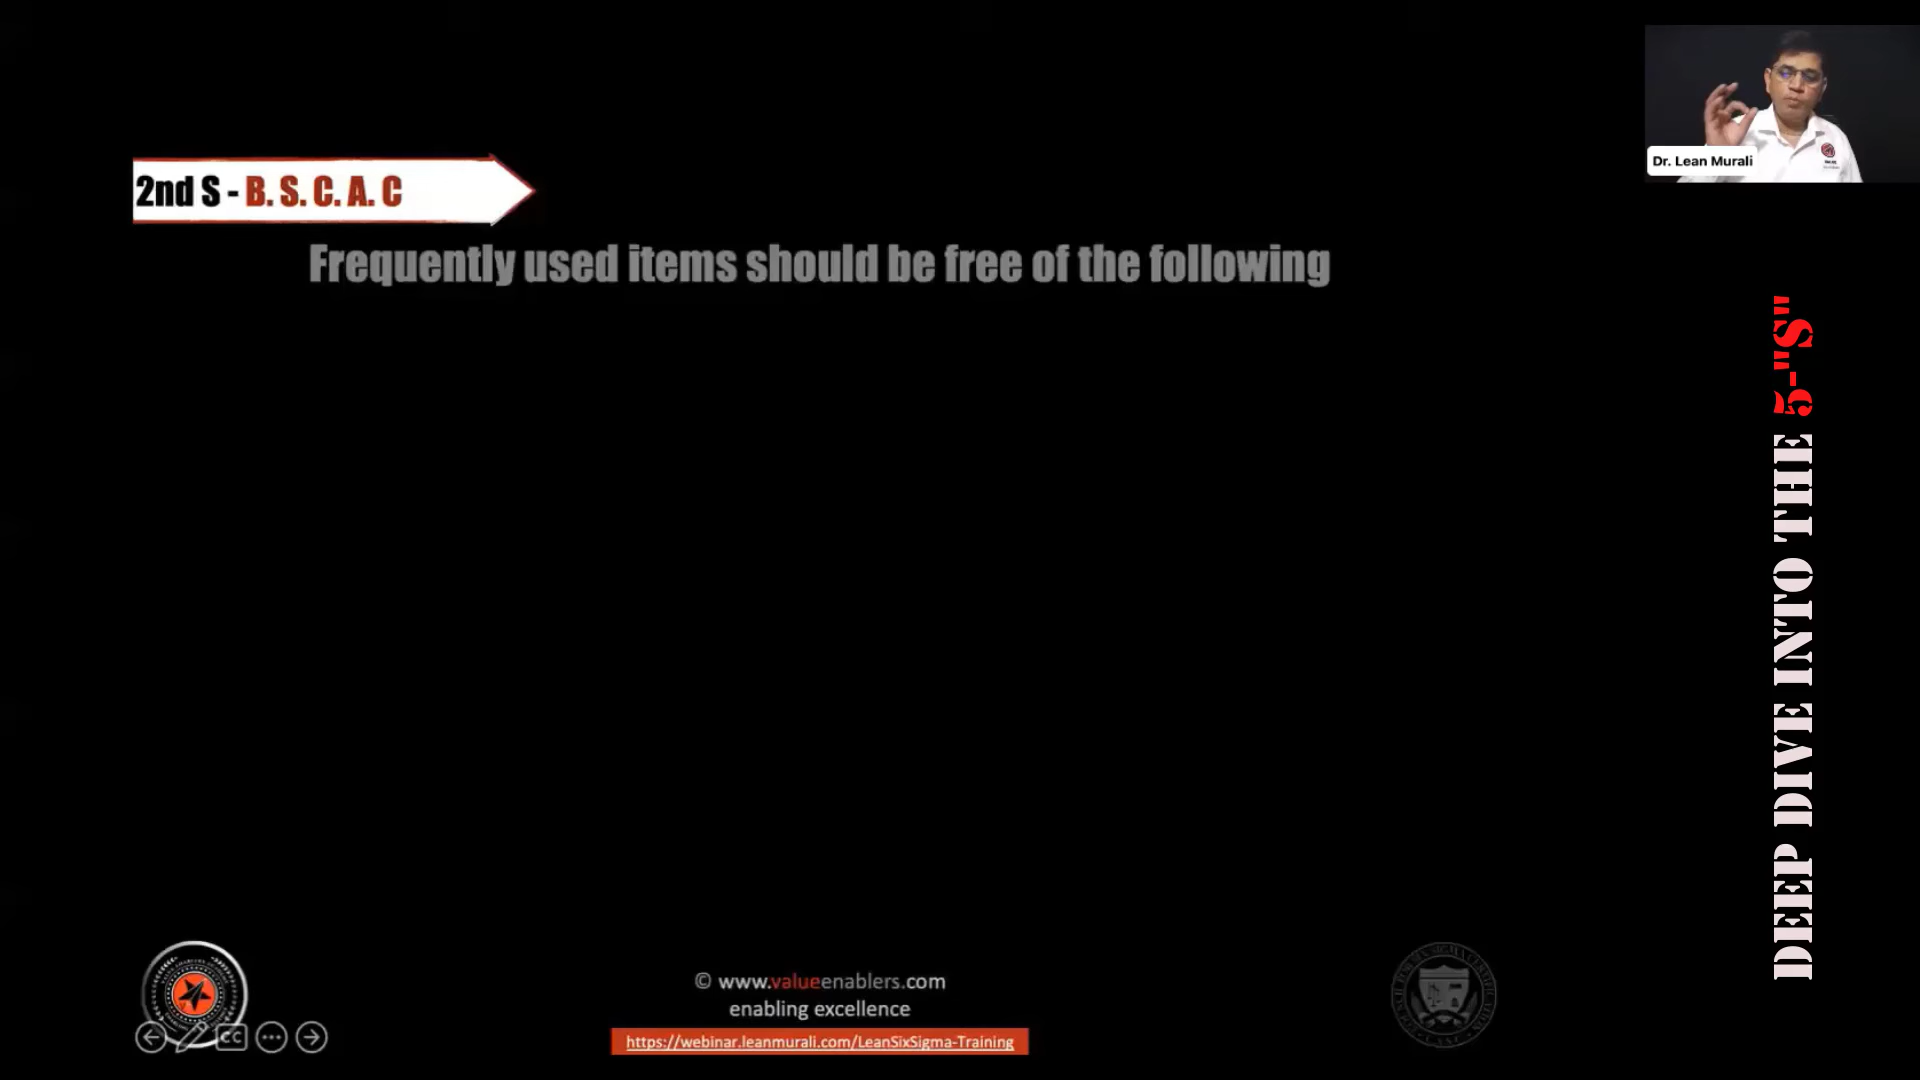 2nd S - B. S. C. A. C
Frequently used items should be free of the following
Dr. Lean Murali
DEEP DIVE INTO THE 5-"S"
© www.valueenablers.com
enabling excellence
https://webinar.leanmurali.com/LeanSixSigma-Training
CC